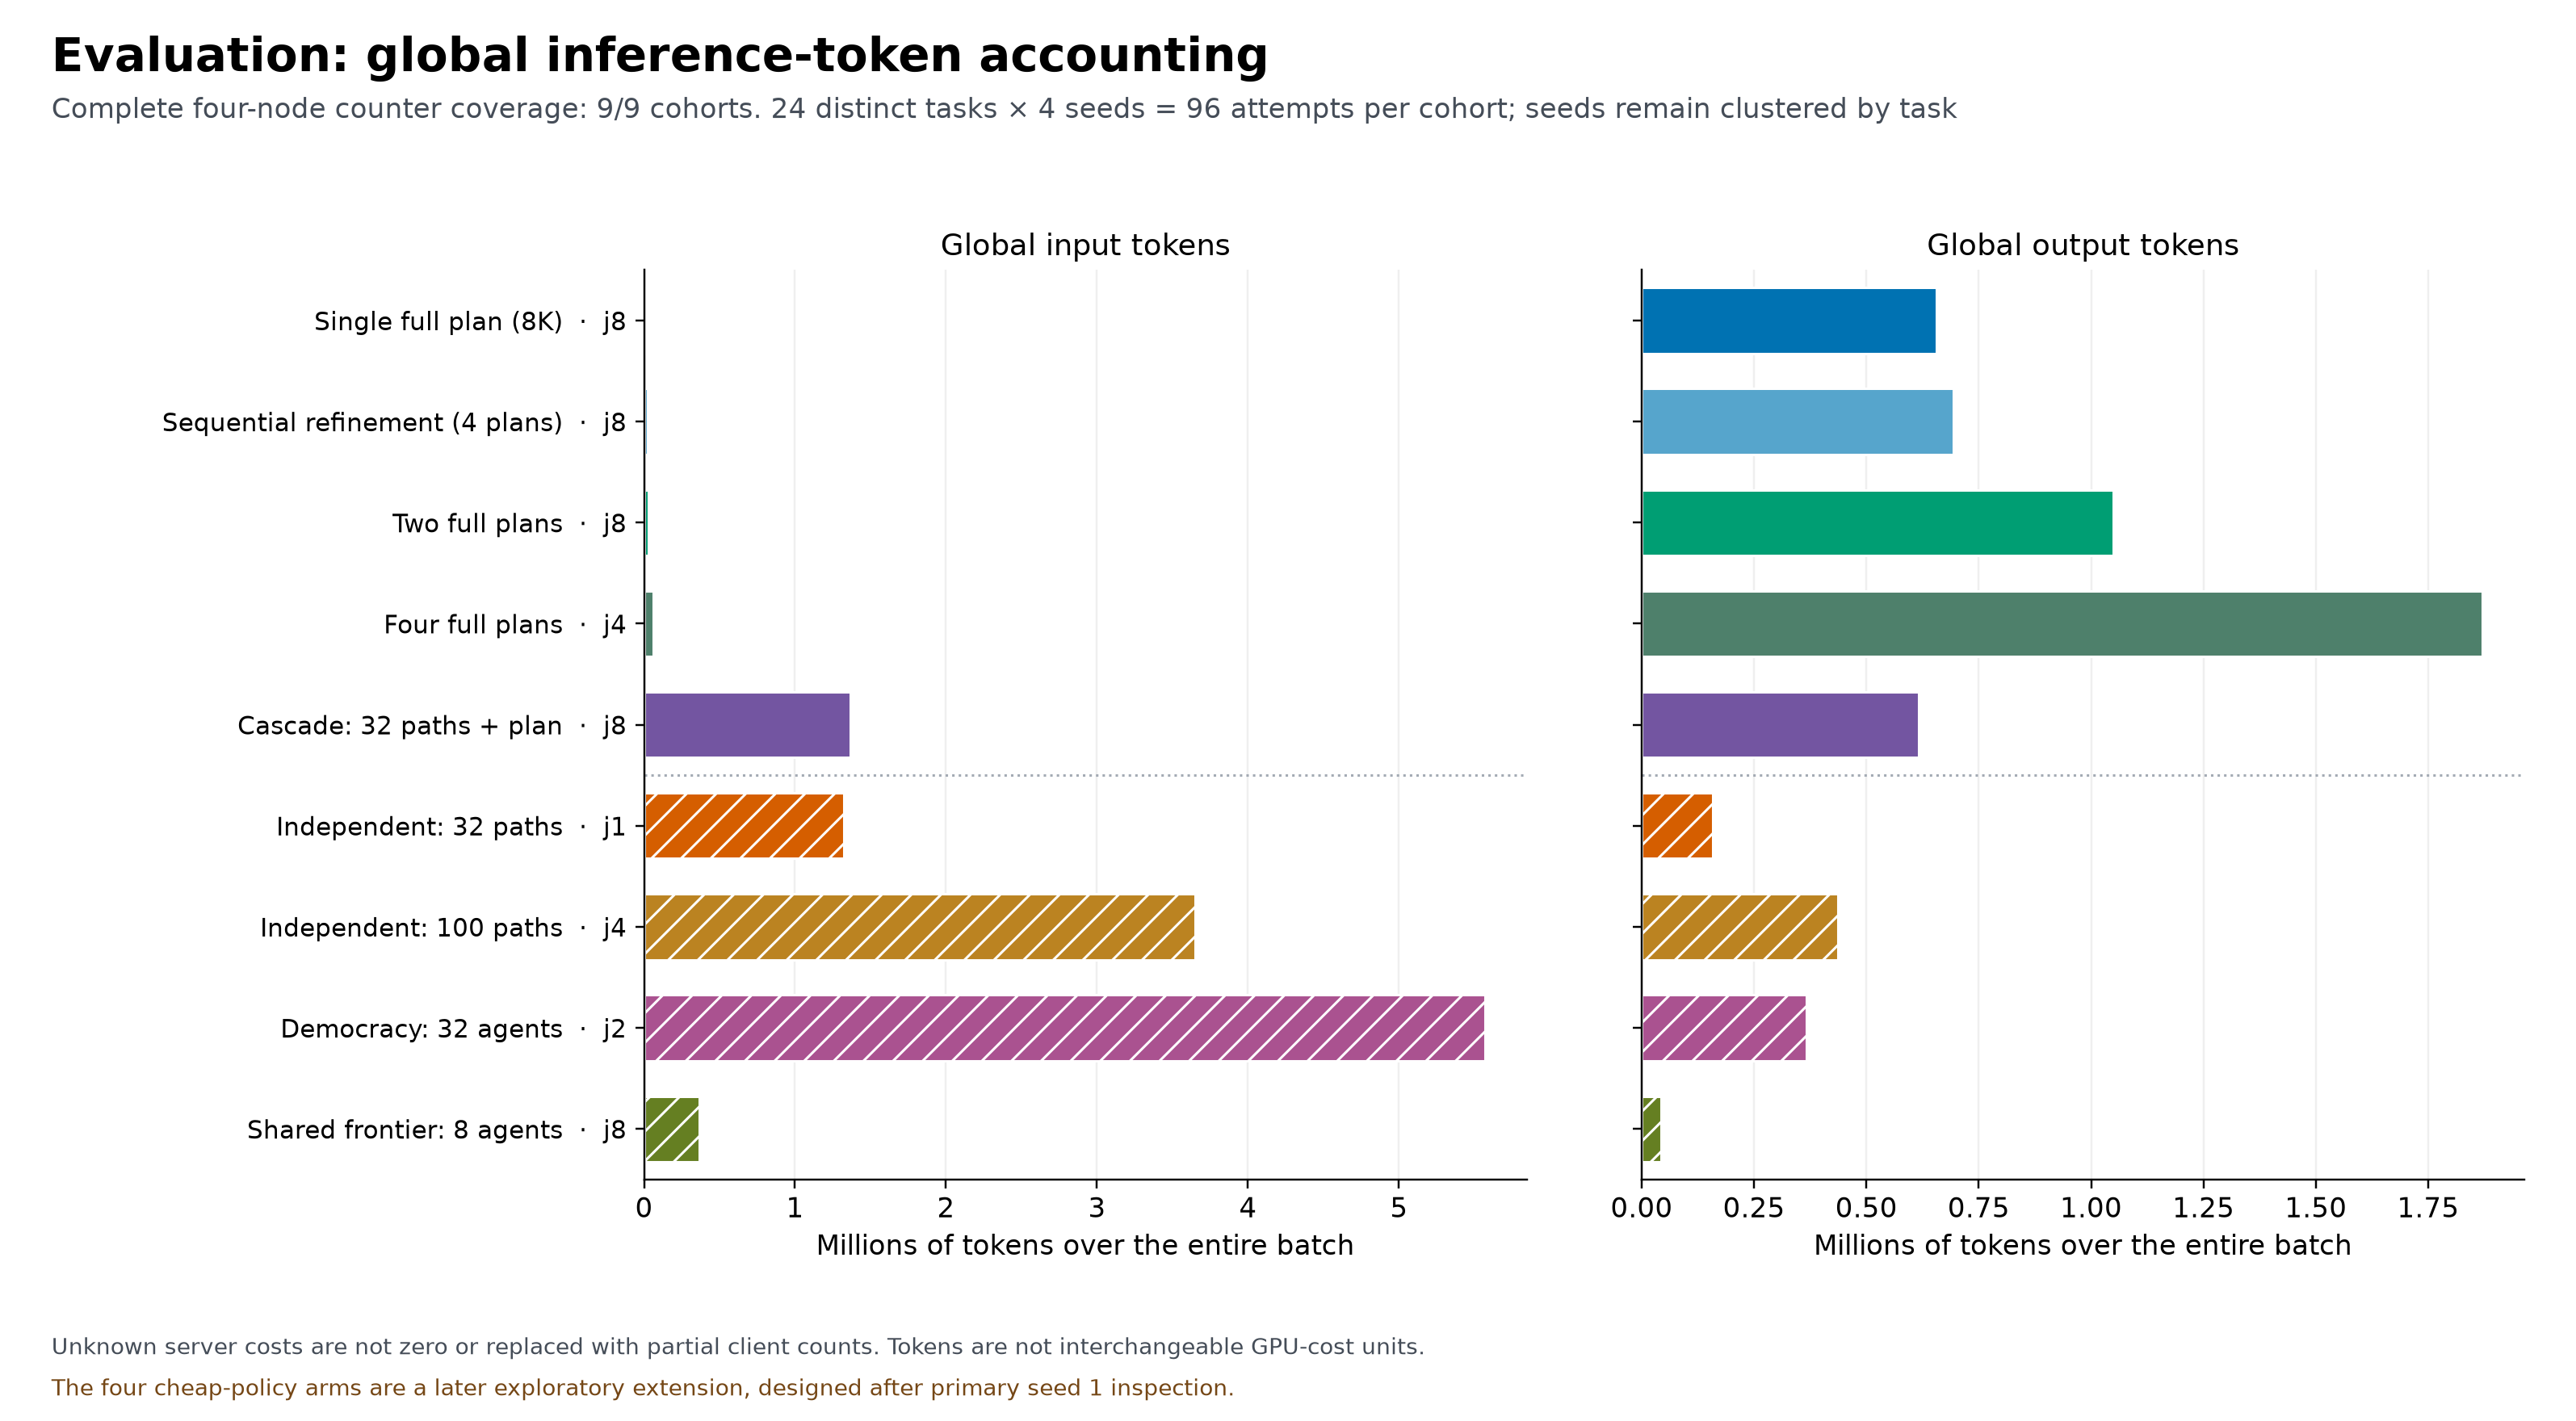 Evaluation: global inference-token accounting
Complete four-node counter coverage: 9/9 cohorts. 24 distinct tasks × 4 seeds = 96 attempts per cohort; seeds remain clustered by task
Global input tokens
Global output tokens
Single full plan (8K) · j8
Sequential refinement (4 plans) · j8
Two full plans · j8
Four full plans · j4
Cascade: 32 paths + plan · j8
Independent: 32 paths · j1
Independent: 100 paths · j4
Democracy: 32 agents · j2
Shared frontier: 8 agents · j8
0 1 2 3 4 5
0.00 0.25 0.50 0.75 1.00 1.25 1.50 1.75
Millions of tokens over the entire batch
Millions of tokens over the entire batch
Unknown server costs are not zero or replaced with partial client counts. Tokens are not interchangeable GPU-cost units.
The four cheap-policy arms are a later exploratory extension, designed after primary seed 1 inspection.